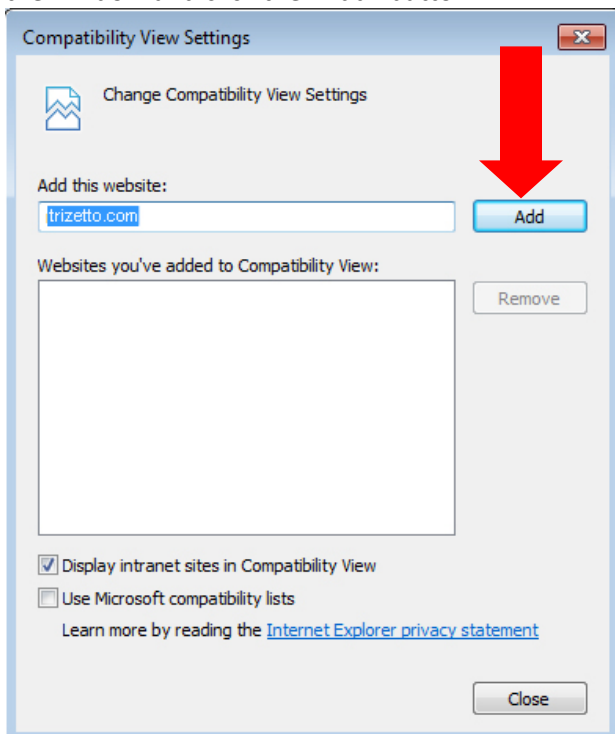 Compatibility View Settings
Change Compatibility View Settings
Add this website:
trizetto.com
Add
Websites you've added to Compatibility View:
Remove
Display intranet sites in Compatibility View
Use Microsoft compatibility lists
Learn more by reading the Internet Explorer privacy statement
Close